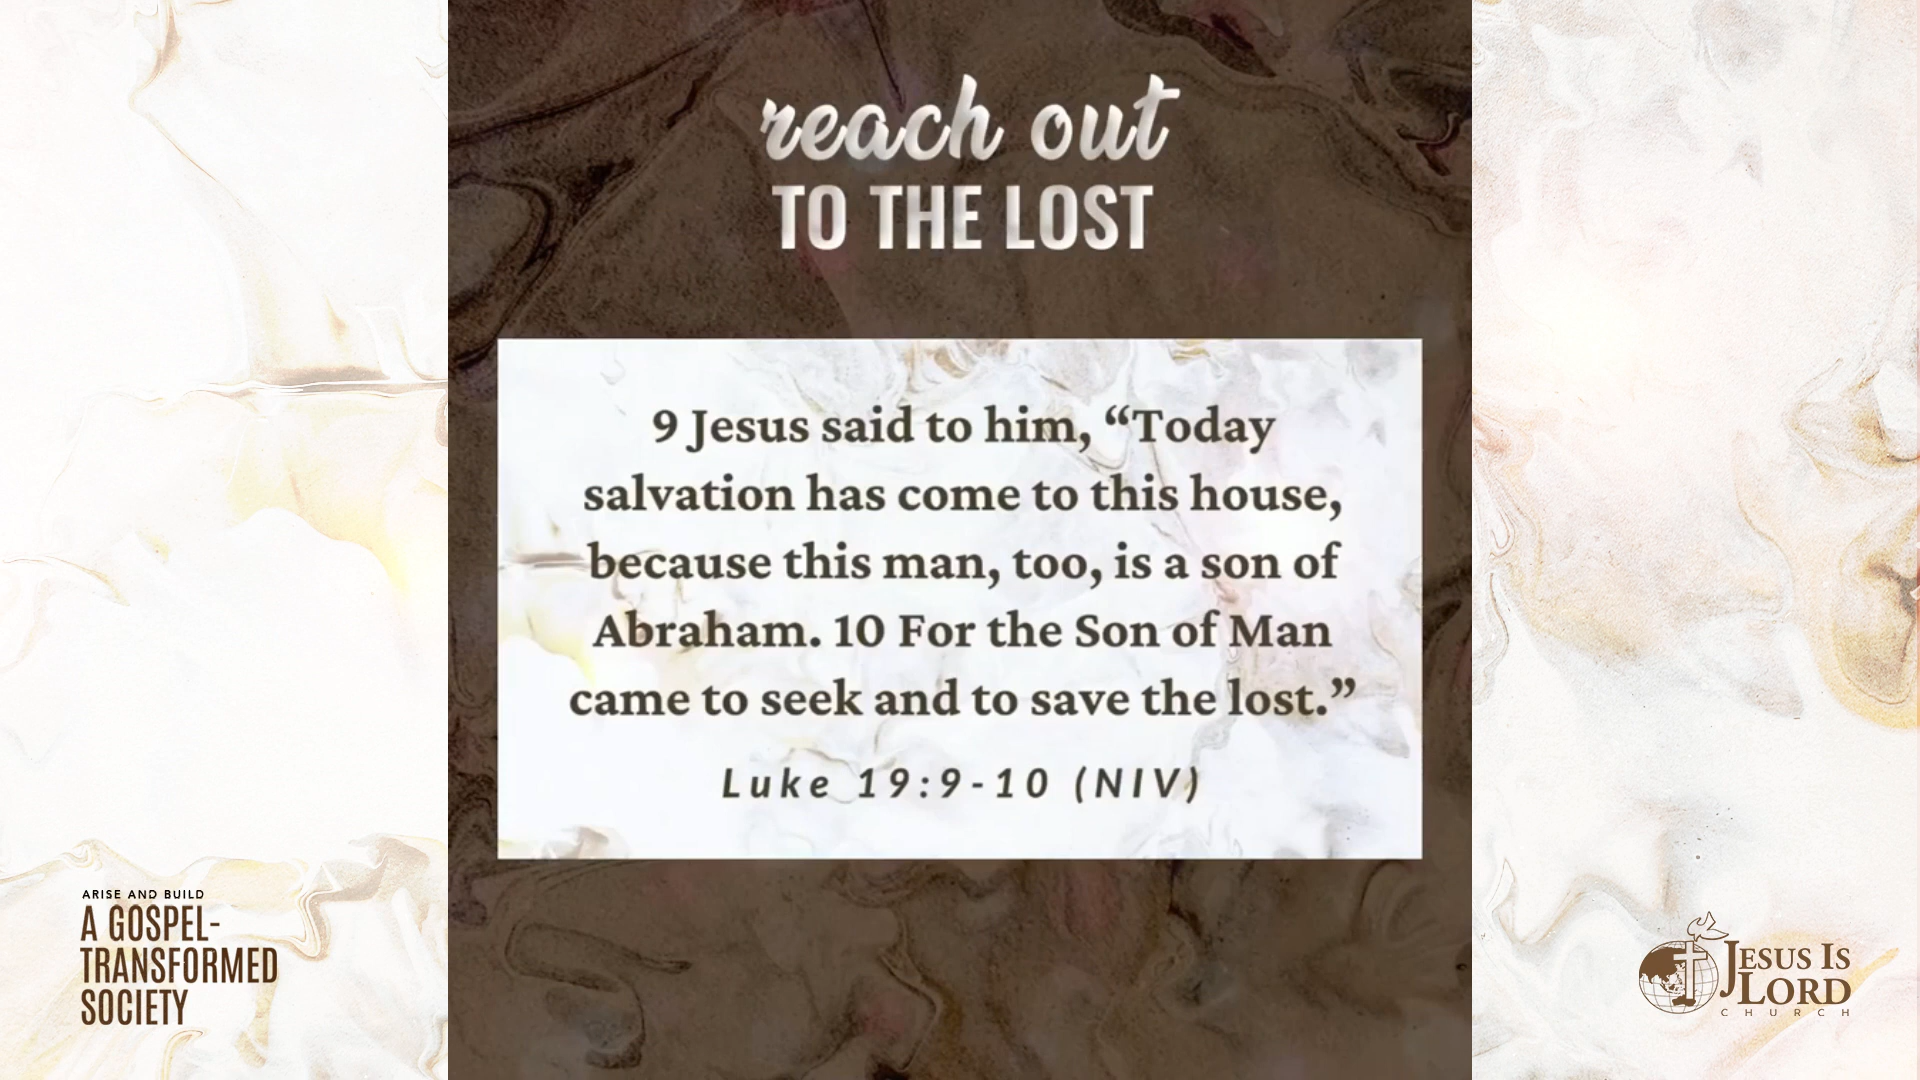 reach out
TO THE LOST
9 Jesus said to him, “Today
salvation has come to this house,
because this man, too, is a son of
Abraham. 10 For the Son of Man
came to seek and to save the lost.”
Luke 19:9-10 (NIV)
ARISE AND BUILD
A GOSPEL-
TRANSFORMED
SOCIETY
JESUS IS
LORD
CHURCH